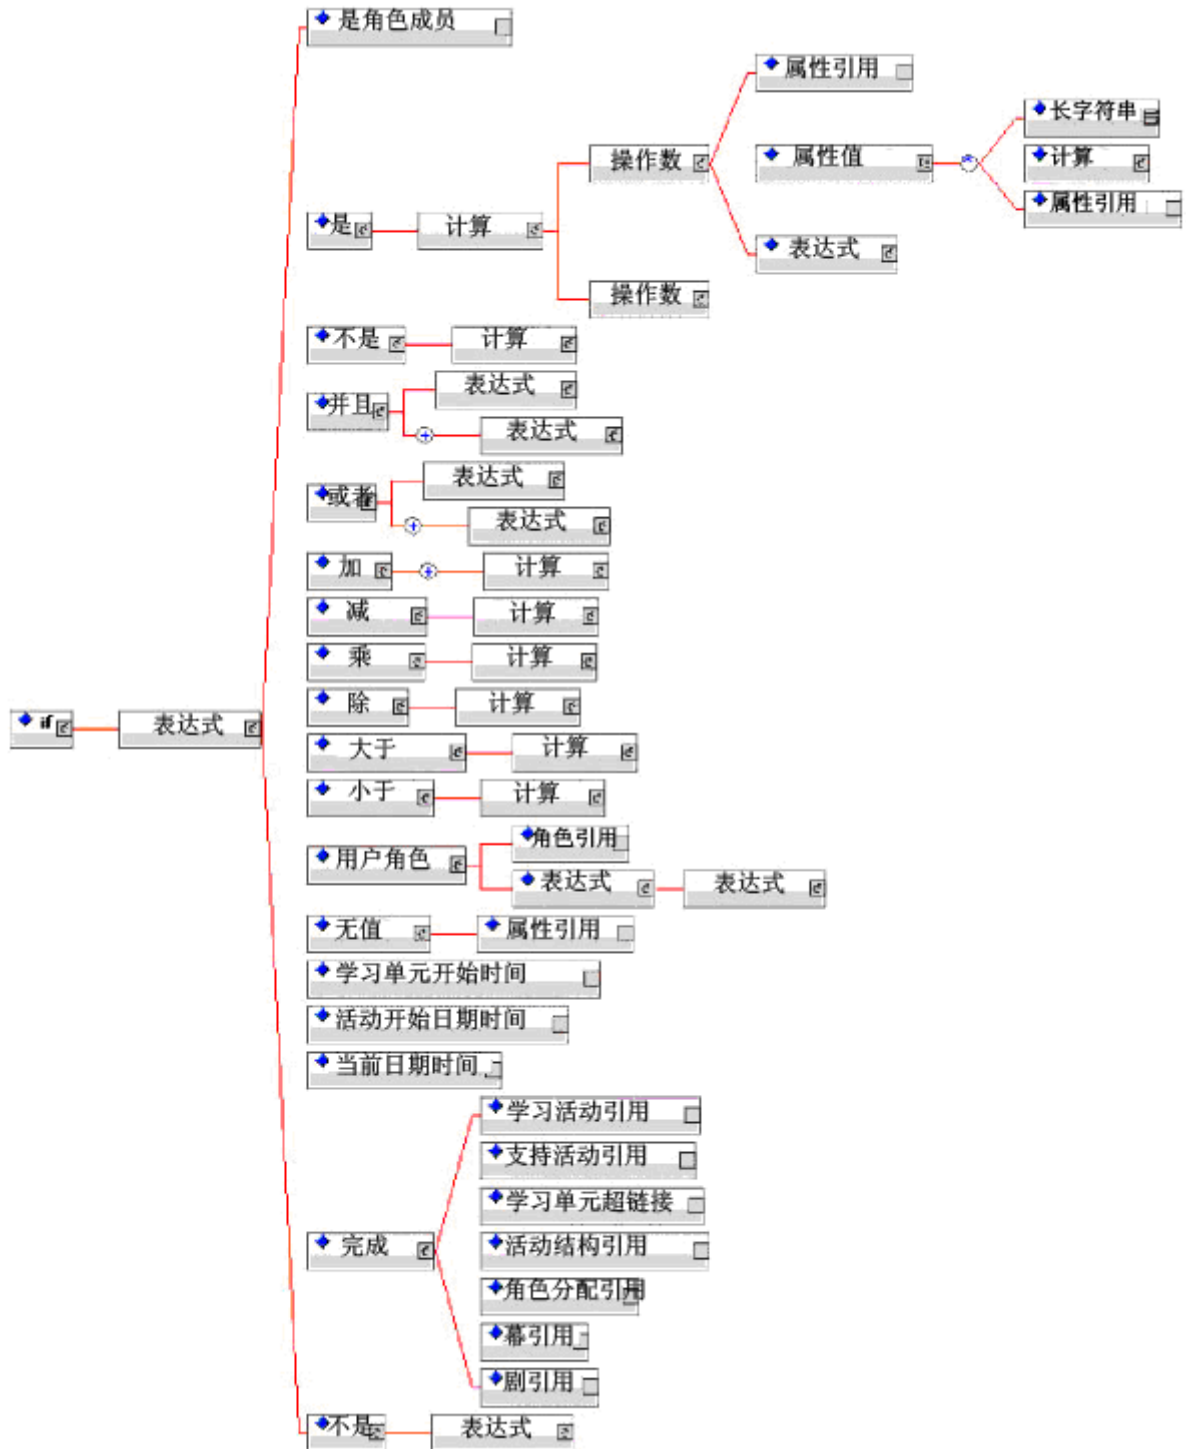 是角色成员
属性引用
长字符串
操作数
属性值
计算
属性引用
是
计算
表达式
操作数
不是
计算
并且
表达式
表达式
或者
表达式
表达式
加
计算
减
计算
乘
计算
除
计算
if
表达式
大于
计算
小于
计算
用户角色
角色引用
表达式
表达式
无值
属性引用
学习单元开始时间
活动开始日期时间
当前日期时间
学习活动引用
支持活动引用
学习单元超链接
完成
活动结构引用
角色分配引用
幕引用
剧引用
不是
表达式